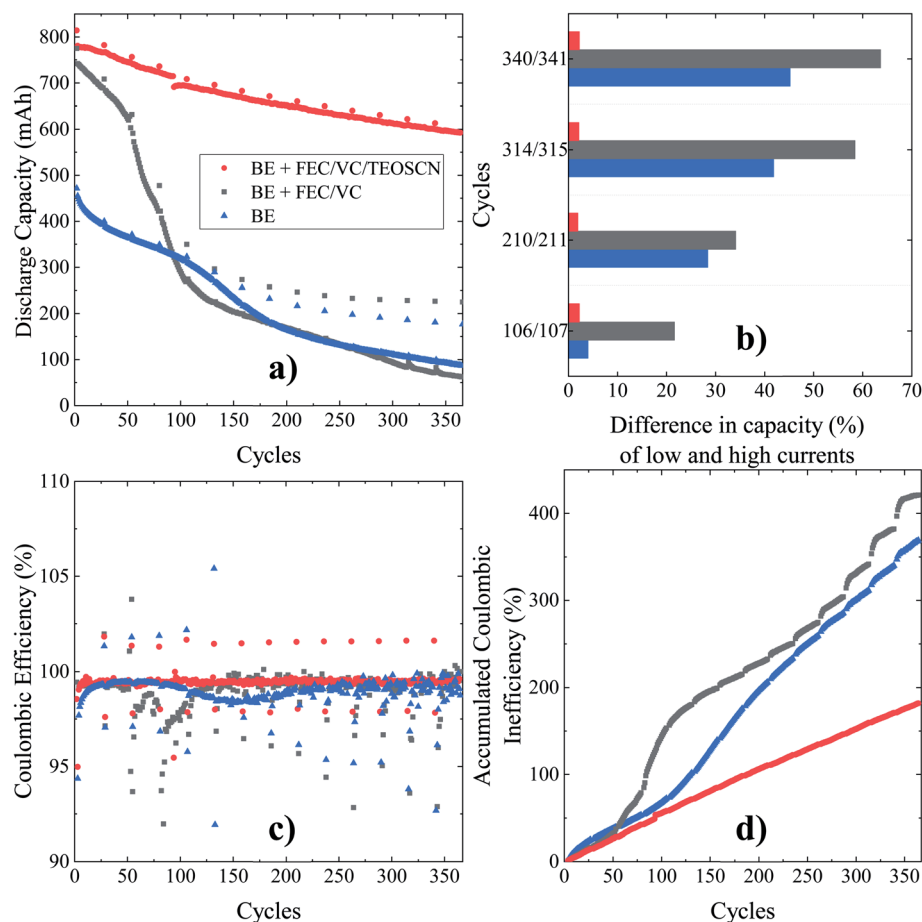 a)
800
700
600
500
400
300
200
100
0
Discharge Capacity (mAh)
BE + FEC/VC/TEOSCN
BE + FEC/VC
BE
0 50 100 150 200 250 300 350
Cycles
b)
340/341
314/315
210/211
106/107
Cycles
0 10 20 30 40 50 60 70
Difference in capacity (%)
of low and high currents
c)
110
105
100
95
90
Coulombic Efficiency (%)
0 50 100 150 200 250 300 350
Cycles
d)
400
300
200
100
0
Accumulated Coulombic
Inefficiency (%)
0 50 100 150 200 250 300 350
Cycles